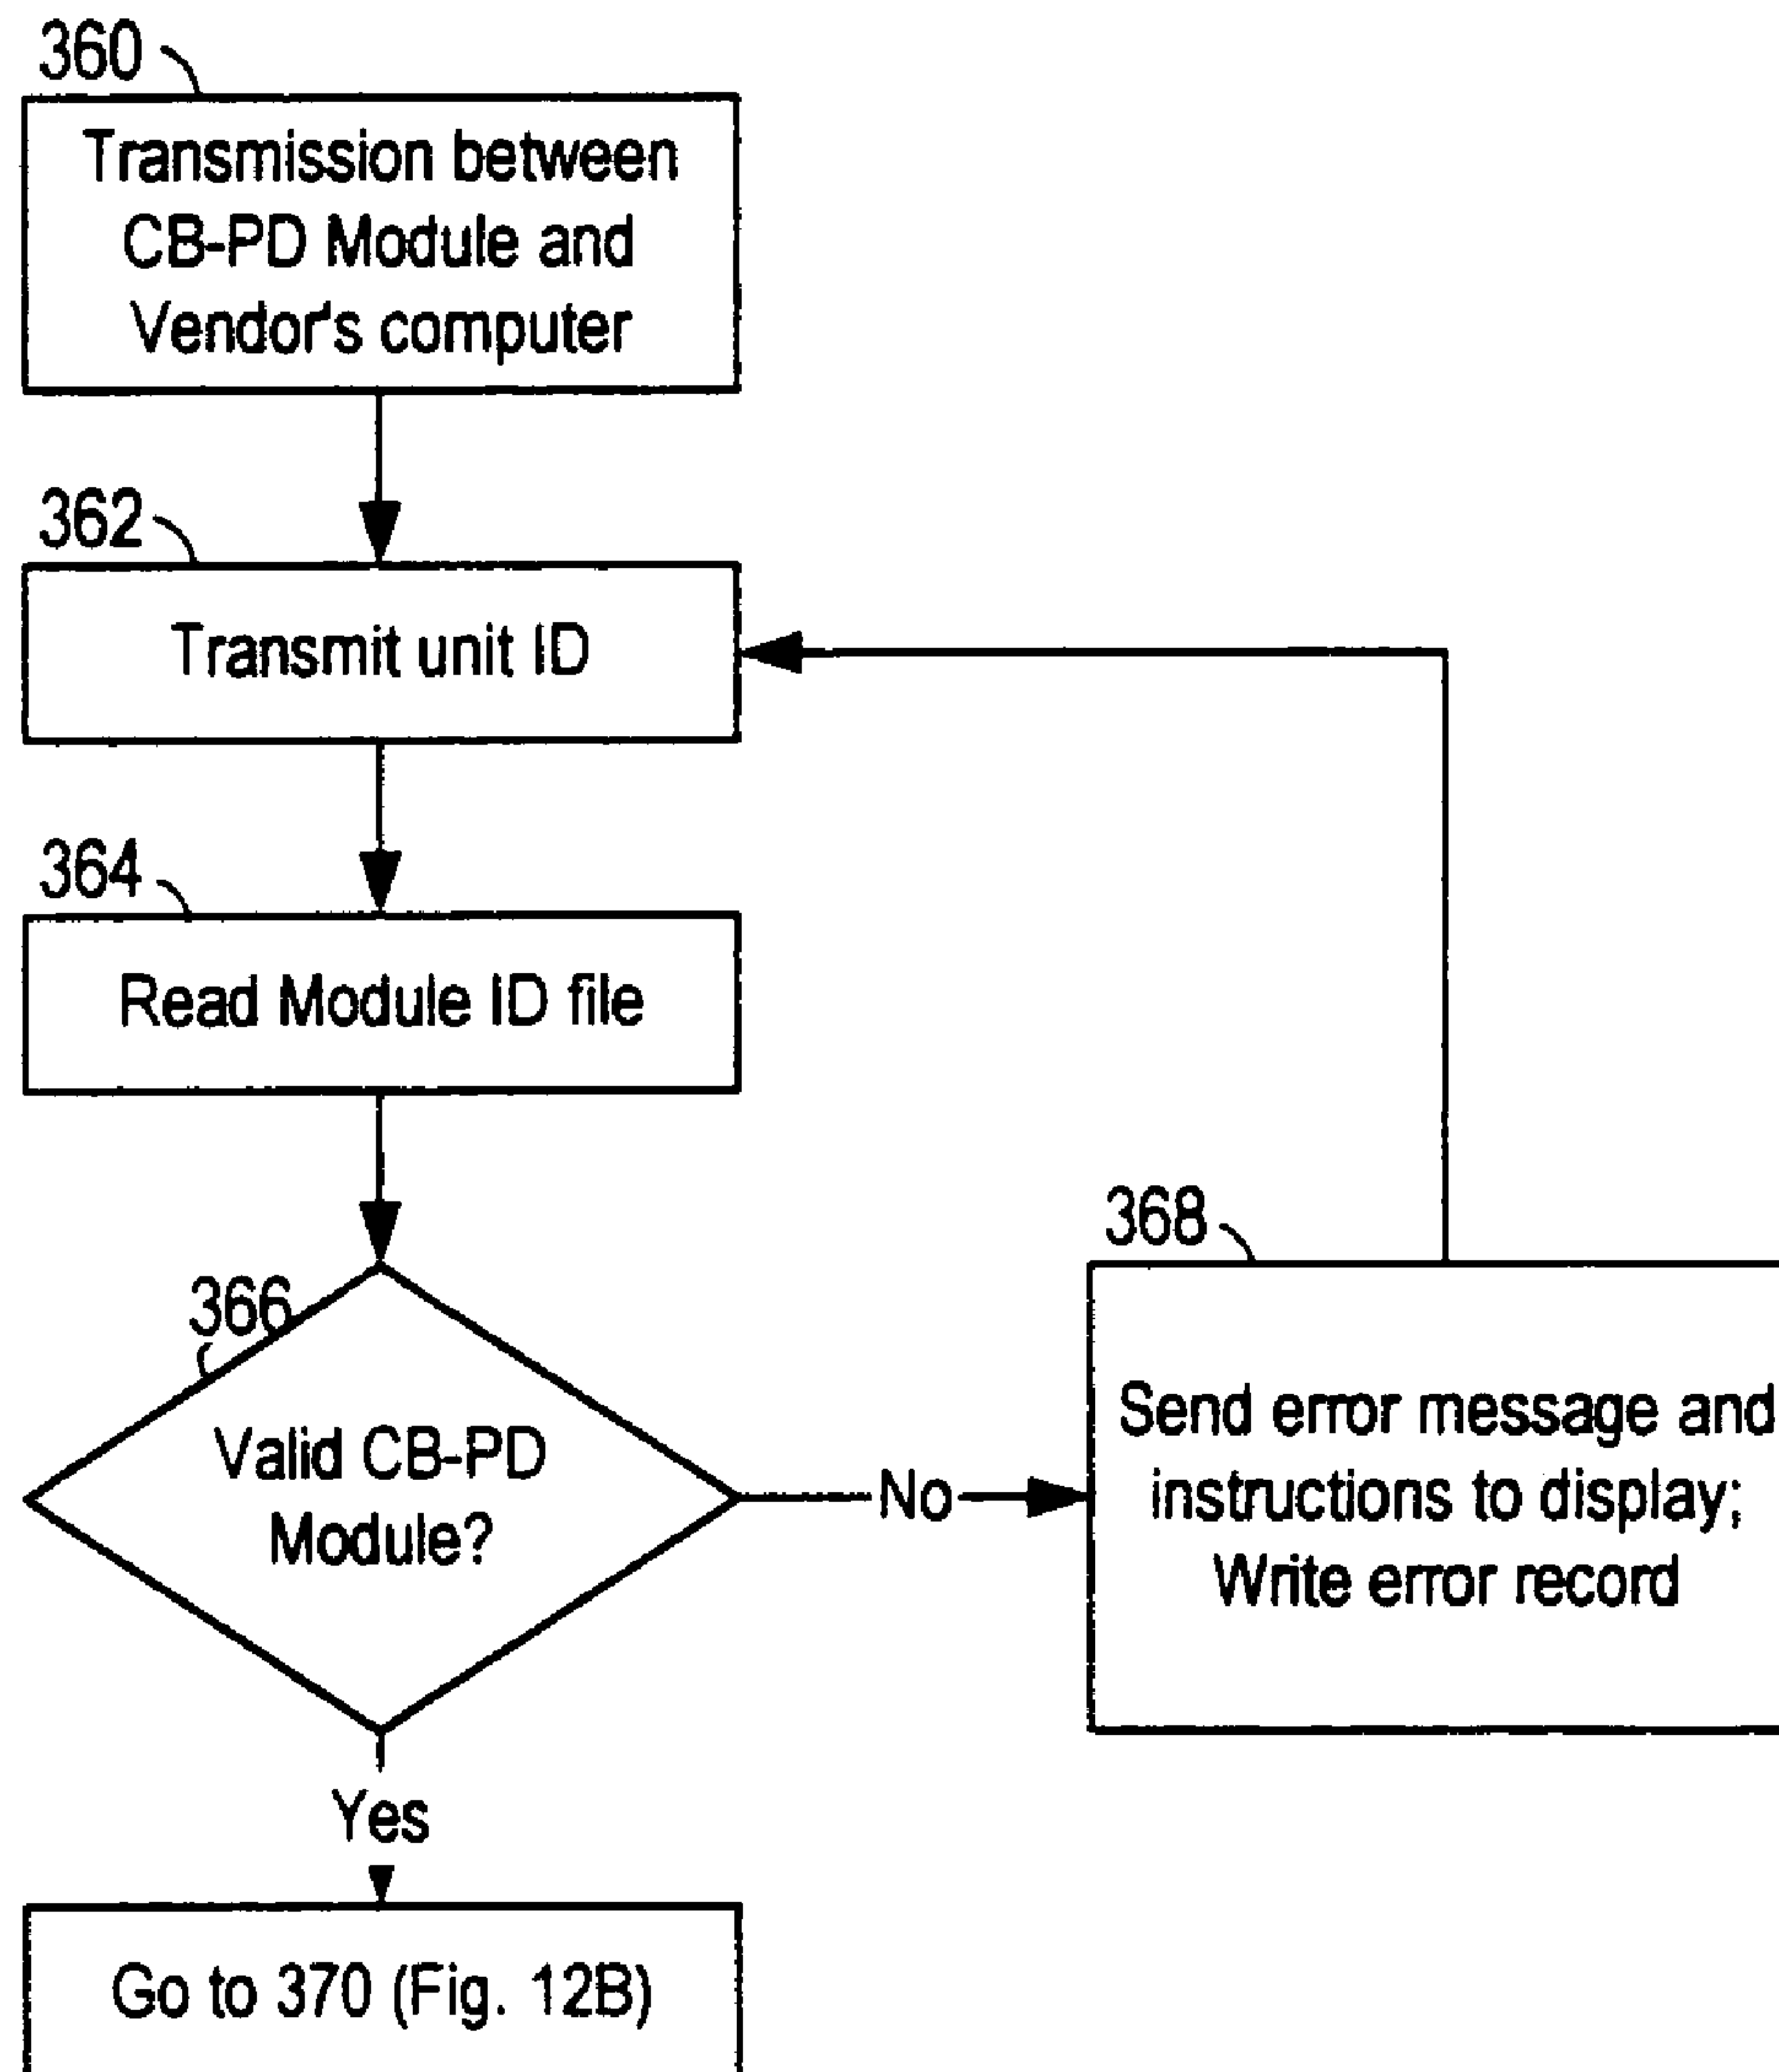 360
Transmission between
CB-PD Module and
Vendor's computer
362
Transmit unit ID
364
Read Module ID file
366
Valid CB-PD
Module?
No
368
Send error message and
instructions to display;
Write error record
Yes
Go to 370 (Fig. 12B)